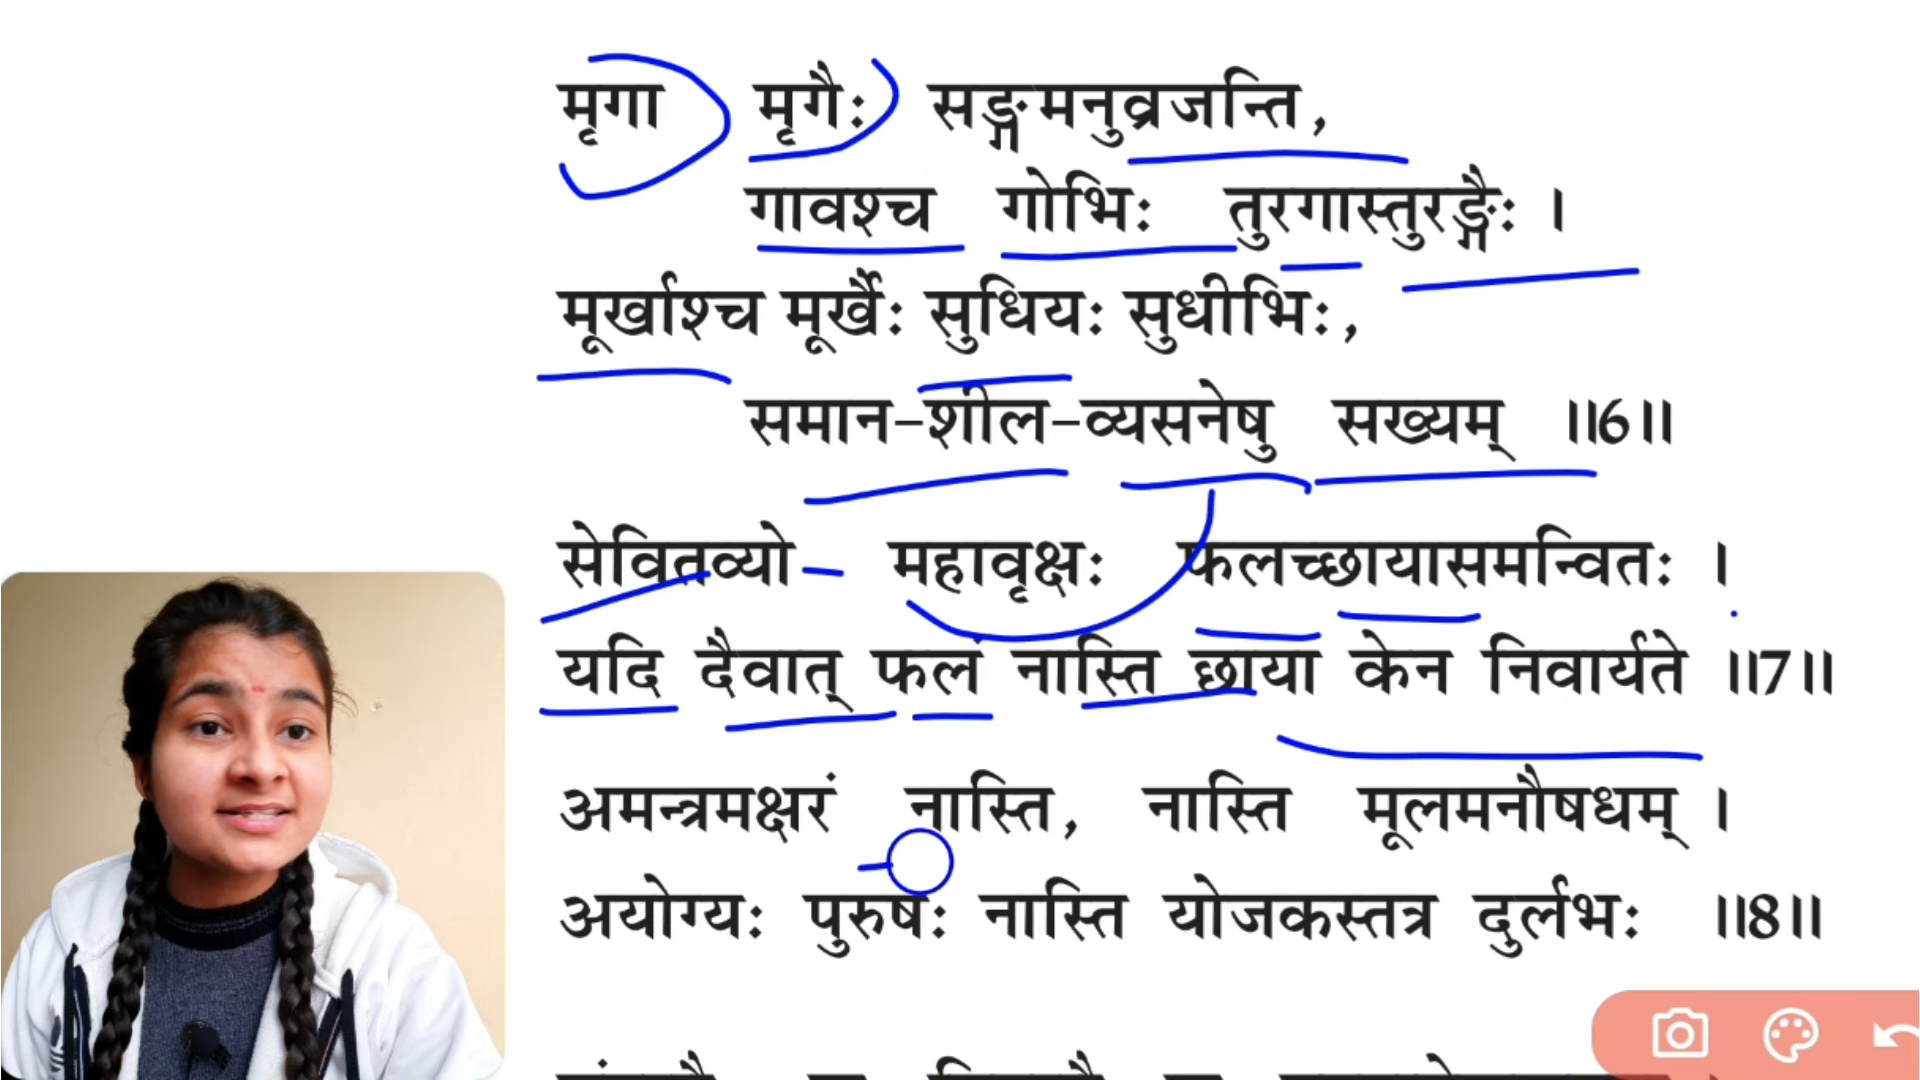 मृगा मृगैः सङ्गमनुव्रजन्ति,
गावश्च गोभिः तुरगास्तुरङ्गैः ।
मूर्खाश्च मूर्खैः सुधियः सुधीभिः,
समान-शील-व्यसनेषु सख्यम् ॥6॥
सेवितव्यो महावृक्षः फलच्छायासमन्वितः ।
यदि दैवात् फलं नास्ति छाया केन निवार्यते ॥7॥
अमन्त्रमक्षरं नास्ति, नास्ति मूलमनौषधम् ।
अयोग्यः पुरुषः नास्ति योजकस्तत्र दुर्लभः ॥8॥